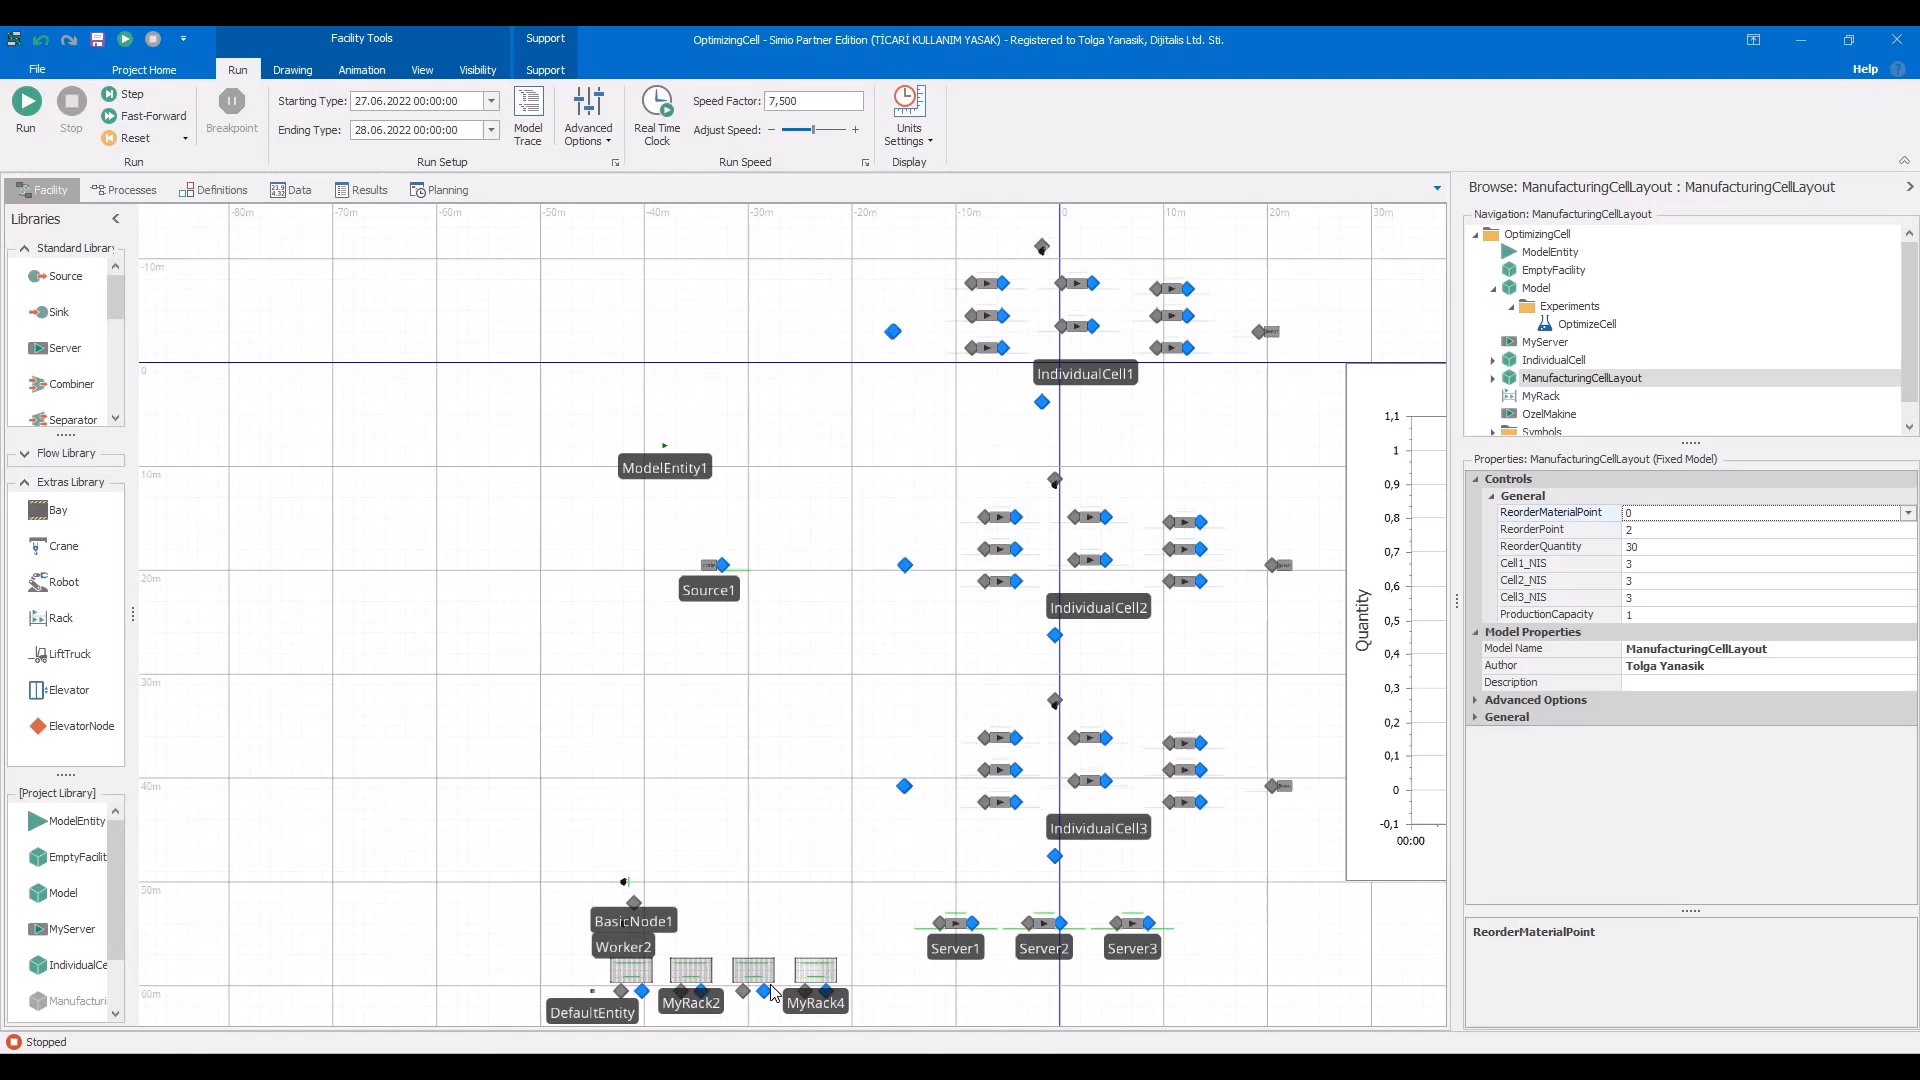 Facility Tools
Support
OptimizingCell - Simio Partner Edition (TİCARİ KULLANIM YASAK) - Registered to Tolga Yanasik, Dijitalis Ltd. Sti.
File
Project Home
Run
Drawing
Animation
View
Visibility
Support
Help
Run
Stop
Step
Fast-Forward
Reset
Run
Breakpoint
Starting Type: 27.06.2022 00:00:00
Ending Type: 28.06.2022 00:00:00
Model Trace
Advanced Options
Run Setup
Real Time Clock
Speed Factor: 7,500
Adjust Speed:
Run Speed
Units Settings
Display
Facility
Processes
Definitions
Data
Results
Planning
Libraries
Standard Library
Source
Sink
Server
Combiner
Separator
Flow Library
Extras Library
Bay
Crane
Robot
Rack
LiftTruck
Elevator
ElevatorNode
[Project Library]
ModelEntity
EmptyFacilit
Model
MyServer
IndividualCe
Manufacturi
-80m
-70m
-60m
-50m
-40m
-30m
-20m
-10m
0
10m
20m
30m
-10m
0
10m
20m
30m
40m
50m
60m
IndividualCell1
ModelEntity1
Source1
IndividualCell2
IndividualCell3
BasicNode1
Worker2
DefaultEntity
MyRack2
MyRack4
Server1
Server2
Server3
Quantity
1,1
1
0,9
0,8
0,7
0,6
0,5
0,4
0,3
0,2
0,1
0
-0,1
00:00
Browse: ManufacturingCellLayout : ManufacturingCellLayout
Navigation: ManufacturingCellLayout
OptimizingCell
ModelEntity
EmptyFacility
Model
Experiments
OptimizeCell
MyServer
IndividualCell
ManufacturingCellLayout
MyRack
OzelMakine
Symbols
Properties: ManufacturingCellLayout (Fixed Model)
Controls
General
ReorderMaterialPoint 0
ReorderPoint 2
ReorderQuantity 30
Cell1_NIS 3
Cell2_NIS 3
Cell3_NIS 3
ProductionCapacity 1
Model Properties
Model Name ManufacturingCellLayout
Author Tolga Yanasik
Description
Advanced Options
General
ReorderMaterialPoint
Stopped